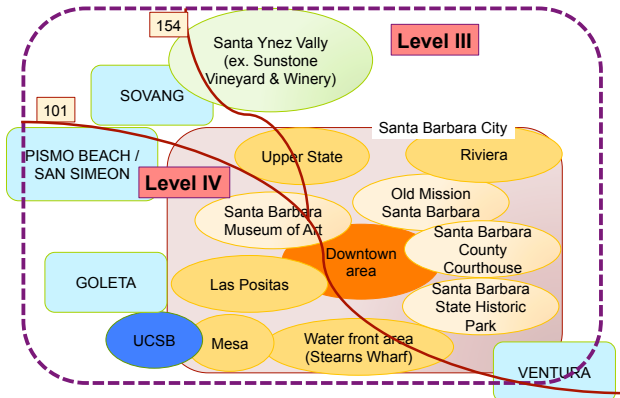 154
Santa Ynez Vally
(ex. Sunstone
Vineyard & Winery)
Level III
SOVANG
101
Santa Barbara City
PISMO BEACH /
SAN SIMEON
Upper State
Riviera
Level IV
Old Mission
Santa Barbara
Santa Barbara
Museum of Art
Santa Barbara
County
Courthouse
Downtown
area
GOLETA
Las Positas
Santa Barbara
State Historic
Park
UCSB
Mesa
Water front area
(Stearns Wharf)
VENTURA